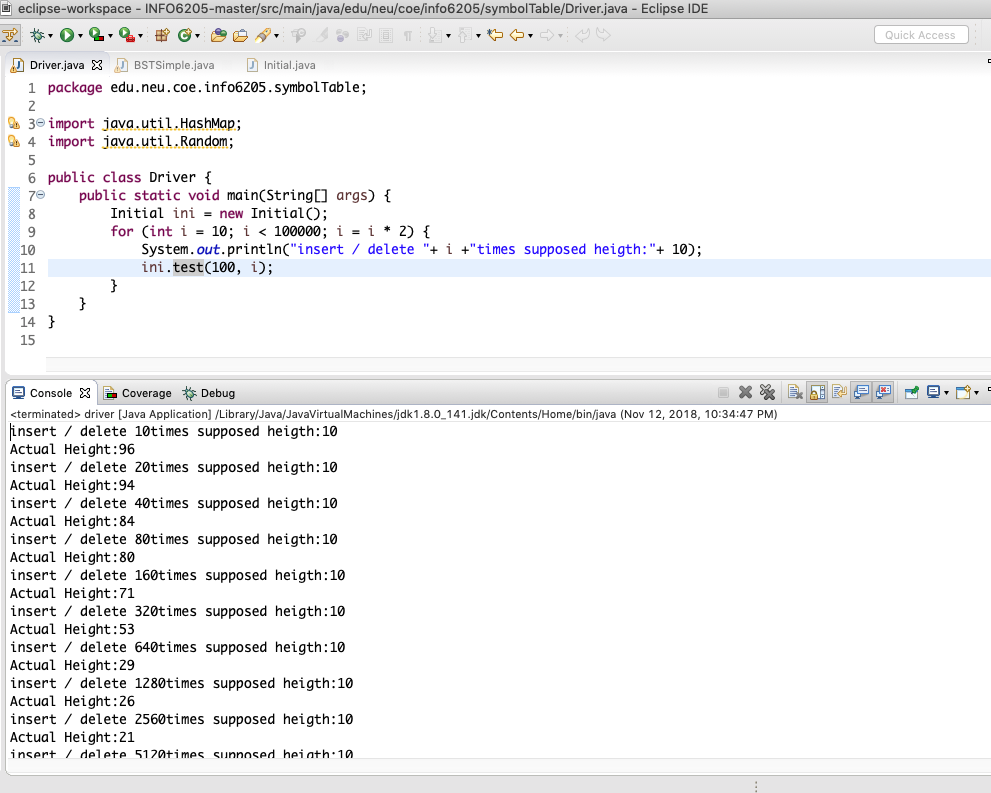 eclipse-workspace - INFO6205-master/src/main/java/edu/neu/coe/info6205/symbolTable/Driver.java - Eclipse IDE
Quick Access
Driver.java BSTSimple.java Initial.java
1 package edu.neu.coe.info6205.symbolTable;
2
3 import java.util.HashMap;
4 import java.util.Random;
5
6 public class Driver {
7 public static void main(String[] args) {
8 Initial ini = new Initial();
9 for (int i = 10; i < 100000; i = i * 2) {
10 System.out.println("insert / delete "+ i +"times supposed heigth:"+ 10);
11 ini.test(100, i);
12 }
13 }
14 }
15
Console Coverage Debug
<terminated> driver [Java Application] /Library/Java/JavaVirtualMachines/jdk1.8.0_141.jdk/Contents/Home/bin/java (Nov 12, 2018, 10:34:47 PM)
insert / delete 10times supposed heigth:10
Actual Height:96
insert / delete 20times supposed heigth:10
Actual Height:94
insert / delete 40times supposed heigth:10
Actual Height:84
insert / delete 80times supposed heigth:10
Actual Height:80
insert / delete 160times supposed heigth:10
Actual Height:71
insert / delete 320times supposed heigth:10
Actual Height:53
insert / delete 640times supposed heigth:10
Actual Height:29
insert / delete 1280times supposed heigth:10
Actual Height:26
insert / delete 2560times supposed heigth:10
Actual Height:21
insert / delete 5120times supposed heigth:10